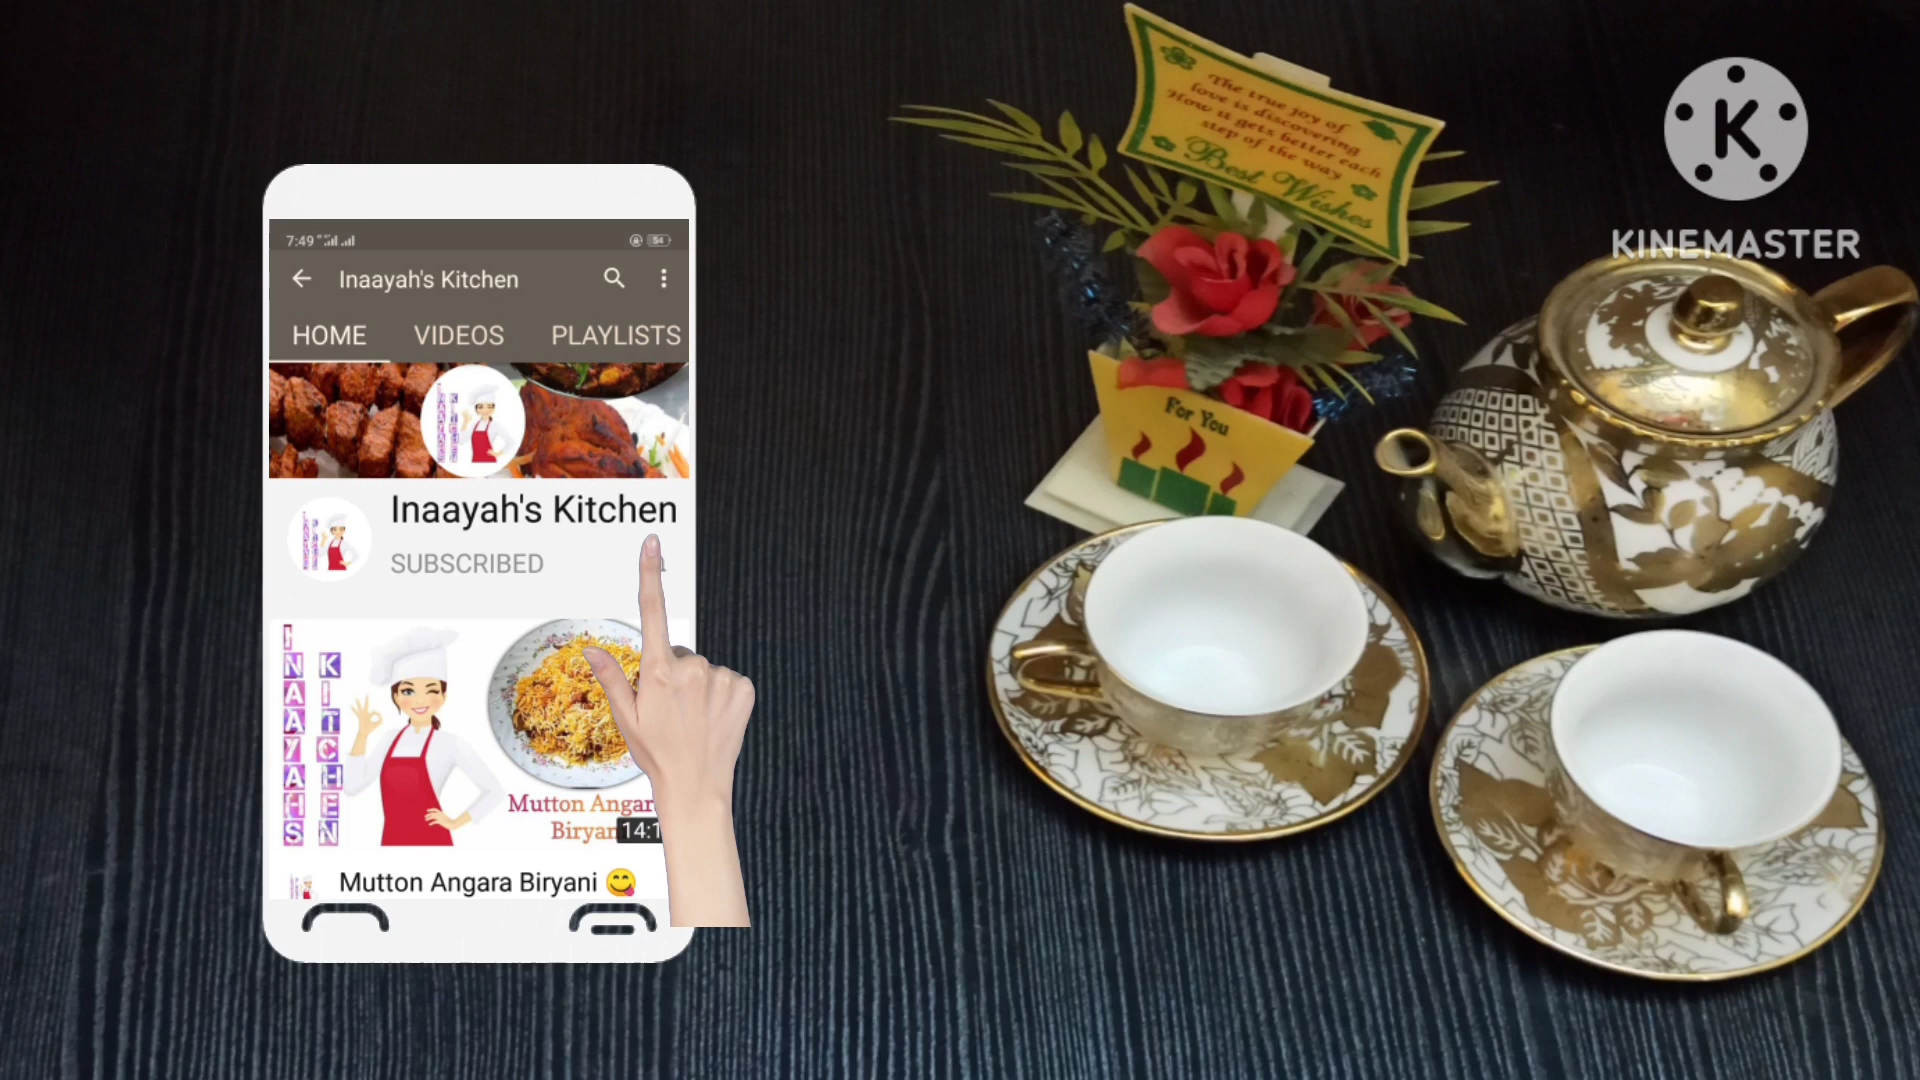 7:49
54
Inaayah's Kitchen
HOME VIDEOS PLAYLISTS
Inaayah's Kitchen
SUBSCRIBED
INAAYAHS
KITCHEN
Mutton Angar
Biryan
14:1
Mutton Angara Biryani 😋
The true joy of
love is discovering
How it gets better each
step of the way
Best Wishes
For You
K
KINEMASTER